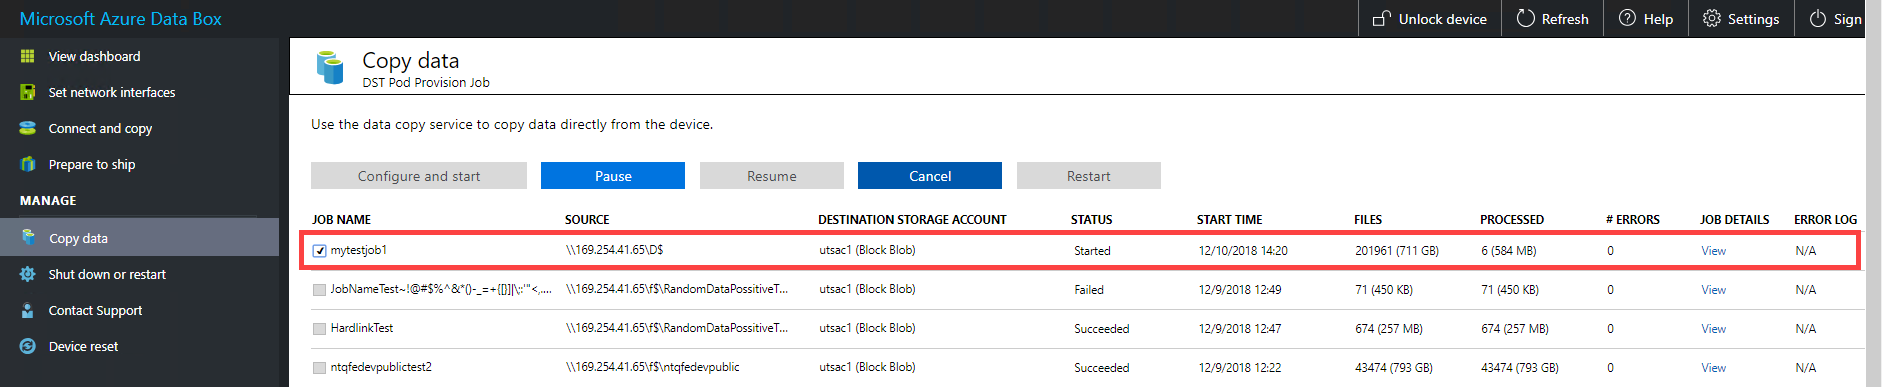 Microsoft Azure Data Box
Unlock device
Refresh
Help
Settings
Sign
View dashboard
Set network interfaces
Connect and copy
Prepare to ship
MANAGE
Copy data
Shut down or restart
Contact Support
Device reset
Copy data
DST Pod Provision Job
Use the data copy service to copy data directly from the device.
Configure and start Pause Resume Cancel Restart
JOB NAME SOURCE DESTINATION STORAGE ACCOUNT STATUS START TIME FILES PROCESSED # ERRORS JOB DETAILS ERROR LOG
mytestjob1 \\169.254.41.65\D$ utsac1 (Block Blob) Started 12/10/2018 14:20 201961 (711 GB) 6 (584 MB) 0 View N/A
JobNameTest~!@#$%^&*()-_=+{[}]|\;:'"<,.... \\169.254.41.65\f$\RandomDataPossitiveT... utsac1 (Block Blob) Failed 12/9/2018 12:49 71 (450 KB) 71 (450 KB) 0 View N/A
HardlinkTest \\169.254.41.65\f$\RandomDataPossitiveT... utsac1 (Block Blob) Succeeded 12/9/2018 12:47 674 (257 MB) 674 (257 MB) 0 View N/A
ntqfedevpublictest2 \\169.254.41.65\f$\ntqfedevpublic utsac1 (Block Blob) Succeeded 12/9/2018 12:22 43474 (793 GB) 43474 (793 GB) 0 View N/A